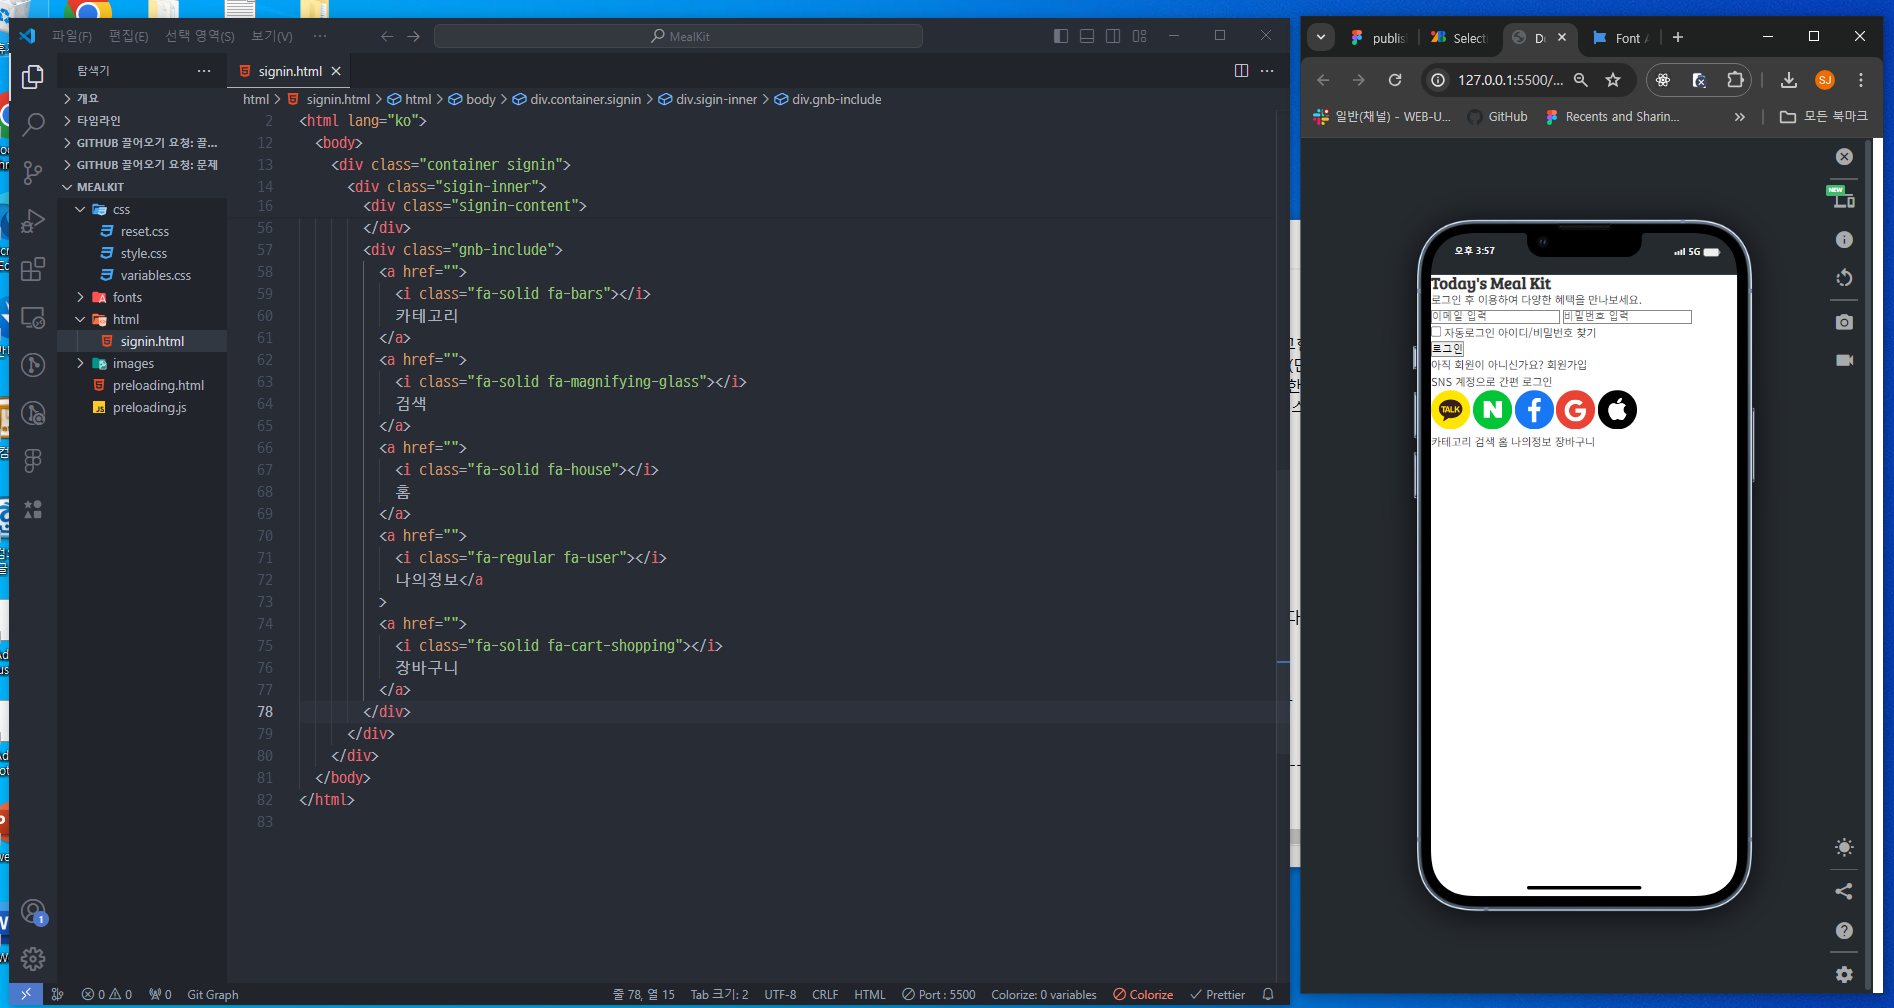 파일(F) 편집(E) 선택 영역(S) 보기(V) ···
MealKit
탐색기
signin.html
html > signin.html > html > body > div.container.signin > div.sigin-inner > div.gnb-include
개요
타임라인
GITHUB 끌어오기 요청: 끌...
GITHUB 끌어오기 요청: 문제
MEALKIT
css
reset.css
style.css
variables.css
fonts
html
signin.html
images
preloading.html
preloading.js
2 <html lang="ko">
12 <body>
13 <div class="container signin">
14 <div class="sigin-inner">
16 <div class="signin-content">
56 </div>
57 <div class="gnb-include">
58 <a href="">
59 <i class="fa-solid fa-bars"></i>
60 카테고리
61 </a>
62 <a href="">
63 <i class="fa-solid fa-magnifying-glass"></i>
64 검색
65 </a>
66 <a href="">
67 <i class="fa-solid fa-house"></i>
68 홈
69 </a>
70 <a href="">
71 <i class="fa-regular fa-user"></i>
72 나의정보</a
73 >
74 <a href="">
75 <i class="fa-solid fa-cart-shopping"></i>
76 장바구니
77 </a>
78 </div>
79 </div>
80 </div>
81 </body>
82 </html>
83
1
0 0 0 Git Graph
줄 78, 열 15 Tab 크기: 2 UTF-8 CRLF HTML Port : 5500 Colorize: 0 variables Colorize Prettier
publish Selecti Do Font A
127.0.0.1:5500/...
SJ
일반(채널) - WEB-U... GitHub Recents and Sharin... » 모든 북마크
NEW
오후 3:57 5G
Today's Meal Kit
로그인 후 이용하여 다양한 혜택을 만나보세요.
이메일 입력 비밀번호 입력
자동로그인 아이디/비밀번호 찾기
로그인
아직 회원이 아니신가요? 회원가입
SNS 계정으로 간편 로그인
TALK N f G
카테고리 검색 홈 나의정보 장바구니